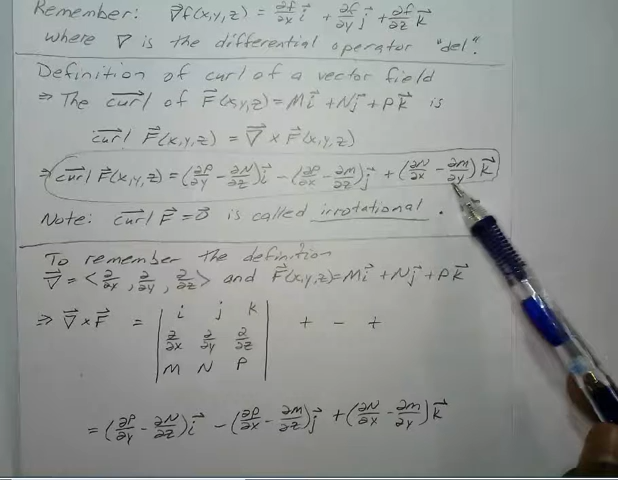 Remember: ∇⃗f(x,y,z) = ∂f/∂x i⃗ + ∂f/∂y j⃗ + ∂f/∂z k⃗
where ∇ is the differential operator "del".
Definition of curl of a vector field
⇒ The curl of F⃗(x,y,z) = Mi⃗ + Nj⃗ + Pk⃗ is
curl F⃗(x,y,z) = ∇⃗ × F⃗(x,y,z)
⇒ curl F⃗(x,y,z) = (∂P/∂y - ∂N/∂z)i⃗ - (∂P/∂x - ∂M/∂z)j⃗ + (∂N/∂x - ∂M/∂y)k⃗
Note: curl F⃗ = 0⃗ is called irrotational.
To remember the definition
∇⃗ = <∂/∂x, ∂/∂y, ∂/∂z> and F⃗(x,y,z) = Mi⃗ + Nj⃗ + Pk⃗
⇒ ∇⃗ × F⃗ = | i j k | + - +
| ∂/∂x ∂/∂y ∂/∂z |
| M N P |
= (∂P/∂y - ∂N/∂z)i⃗ - (∂P/∂x - ∂M/∂z)j⃗ + (∂N/∂x - ∂M/∂y)k⃗